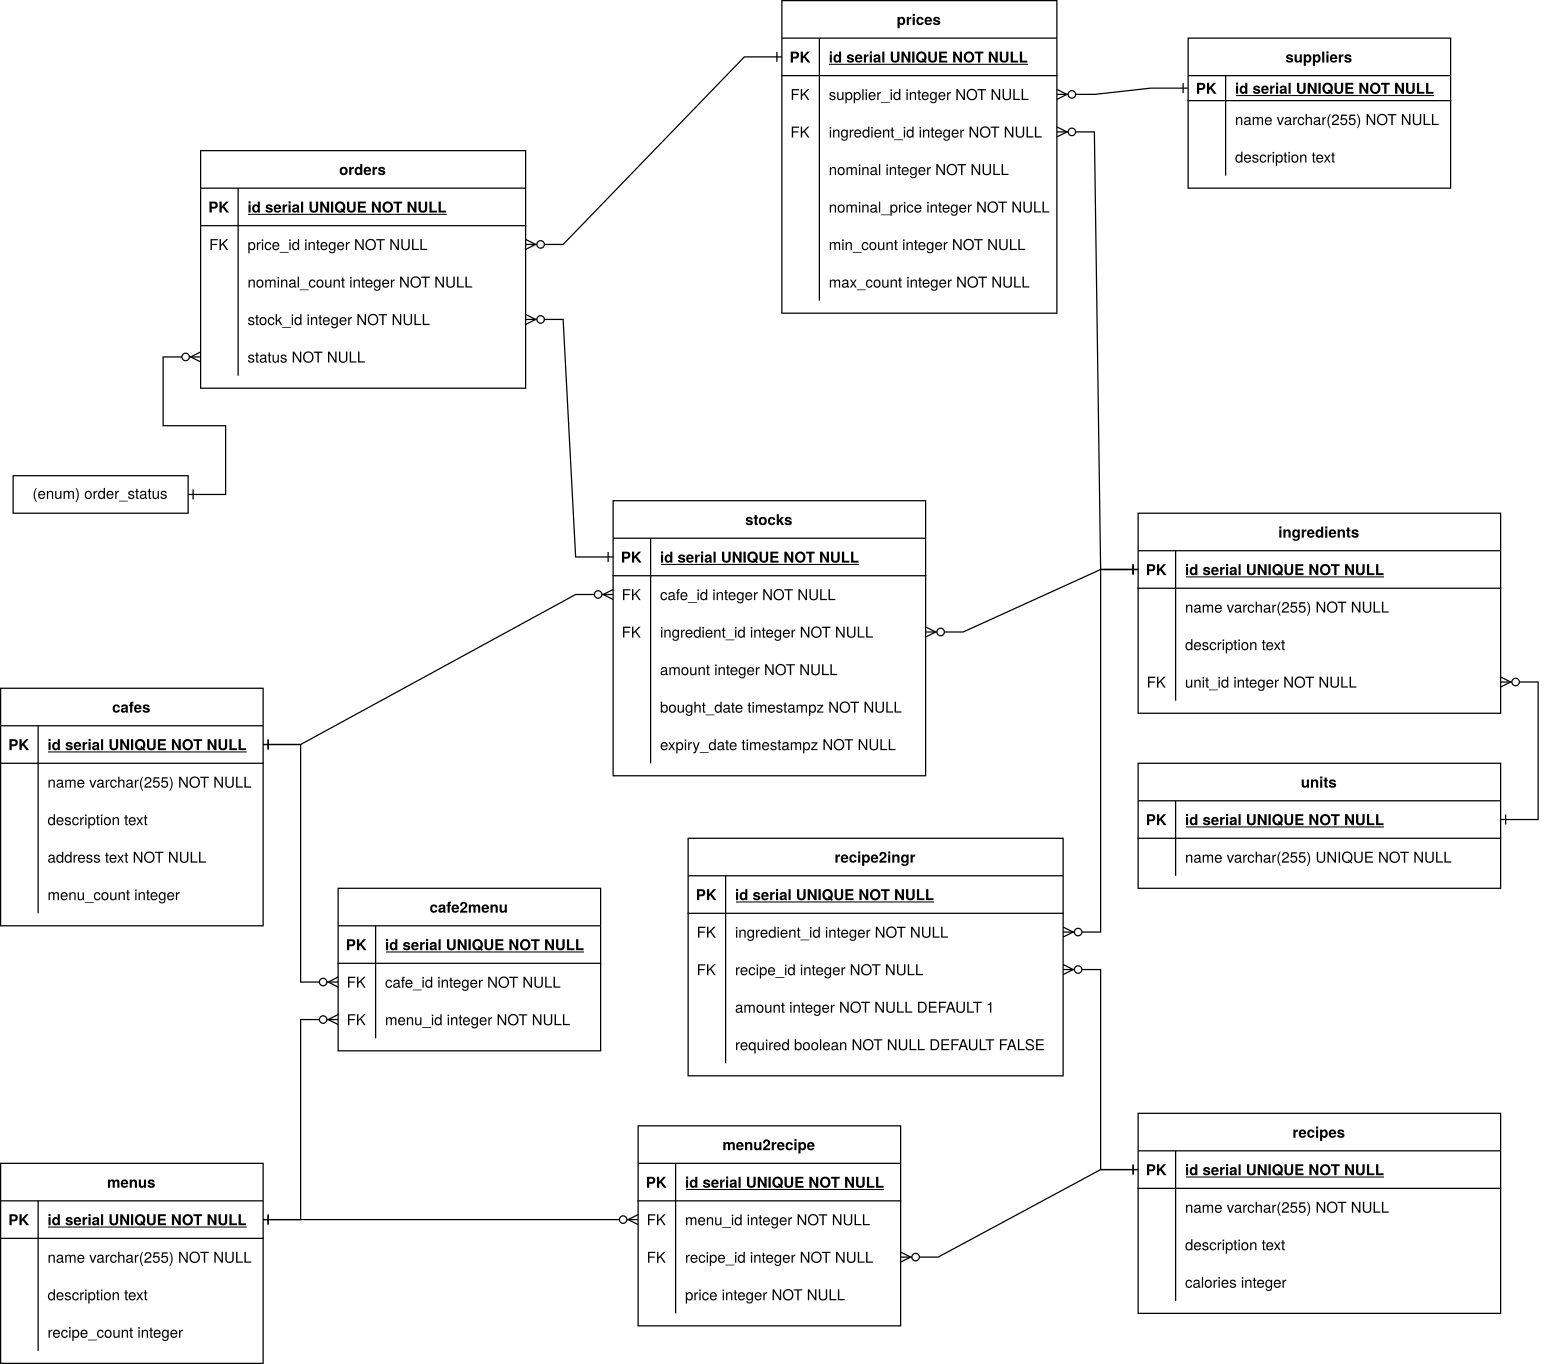 prices
PK id serial UNIQUE NOT NULL
FK supplier_id integer NOT NULL
FK ingredient_id integer NOT NULL
nominal integer NOT NULL
nominal_price integer NOT NULL
min_count integer NOT NULL
max_count integer NOT NULL
suppliers
PK id serial UNIQUE NOT NULL
name varchar(255) NOT NULL
description text
orders
PK id serial UNIQUE NOT NULL
FK price_id integer NOT NULL
nominal_count integer NOT NULL
stock_id integer NOT NULL
status NOT NULL
(enum) order_status
stocks
PK id serial UNIQUE NOT NULL
FK cafe_id integer NOT NULL
FK ingredient_id integer NOT NULL
amount integer NOT NULL
bought_date timestampz NOT NULL
expiry_date timestampz NOT NULL
ingredients
PK id serial UNIQUE NOT NULL
name varchar(255) NOT NULL
description text
FK unit_id integer NOT NULL
cafes
PK id serial UNIQUE NOT NULL
name varchar(255) NOT NULL
description text
address text NOT NULL
menu_count integer
units
PK id serial UNIQUE NOT NULL
name varchar(255) UNIQUE NOT NULL
recipe2ingr
PK id serial UNIQUE NOT NULL
FK ingredient_id integer NOT NULL
FK recipe_id integer NOT NULL
amount integer NOT NULL DEFAULT 1
required boolean NOT NULL DEFAULT FALSE
cafe2menu
PK id serial UNIQUE NOT NULL
FK cafe_id integer NOT NULL
FK menu_id integer NOT NULL
menu2recipe
PK id serial UNIQUE NOT NULL
FK menu_id integer NOT NULL
FK recipe_id integer NOT NULL
price integer NOT NULL
recipes
PK id serial UNIQUE NOT NULL
name varchar(255) NOT NULL
description text
calories integer
menus
PK id serial UNIQUE NOT NULL
name varchar(255) NOT NULL
description text
recipe_count integer